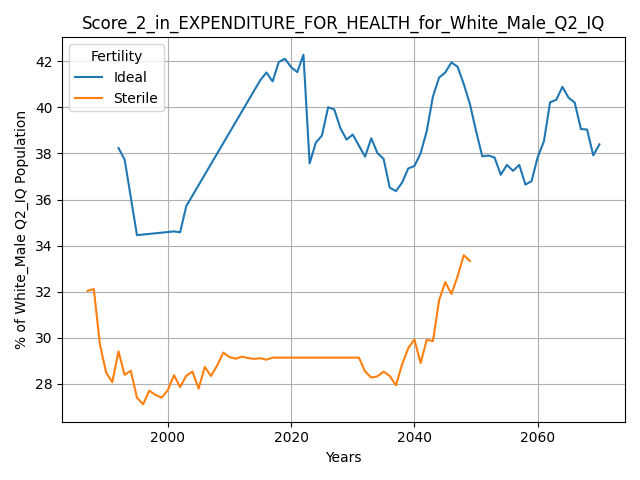 Score_2_in_EXPENDITURE_FOR_HEALTH_for_White_Male_Q2_IQ
Fertility
Ideal
Sterile
% of White_Male Q2_IQ Population
42
40
38
36
34
32
30
28
2000
2020
2040
2060
Years